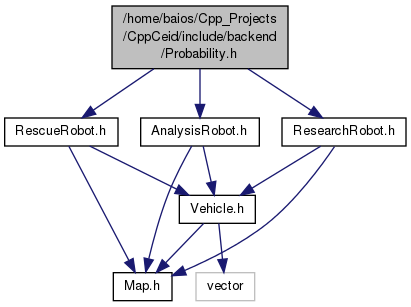 /home/baios/Cpp_Projects
/CppCeid/include/backend
/Probability.h
RescueRobot.h
AnalysisRobot.h
ResearchRobot.h
Vehicle.h
Map.h
vector